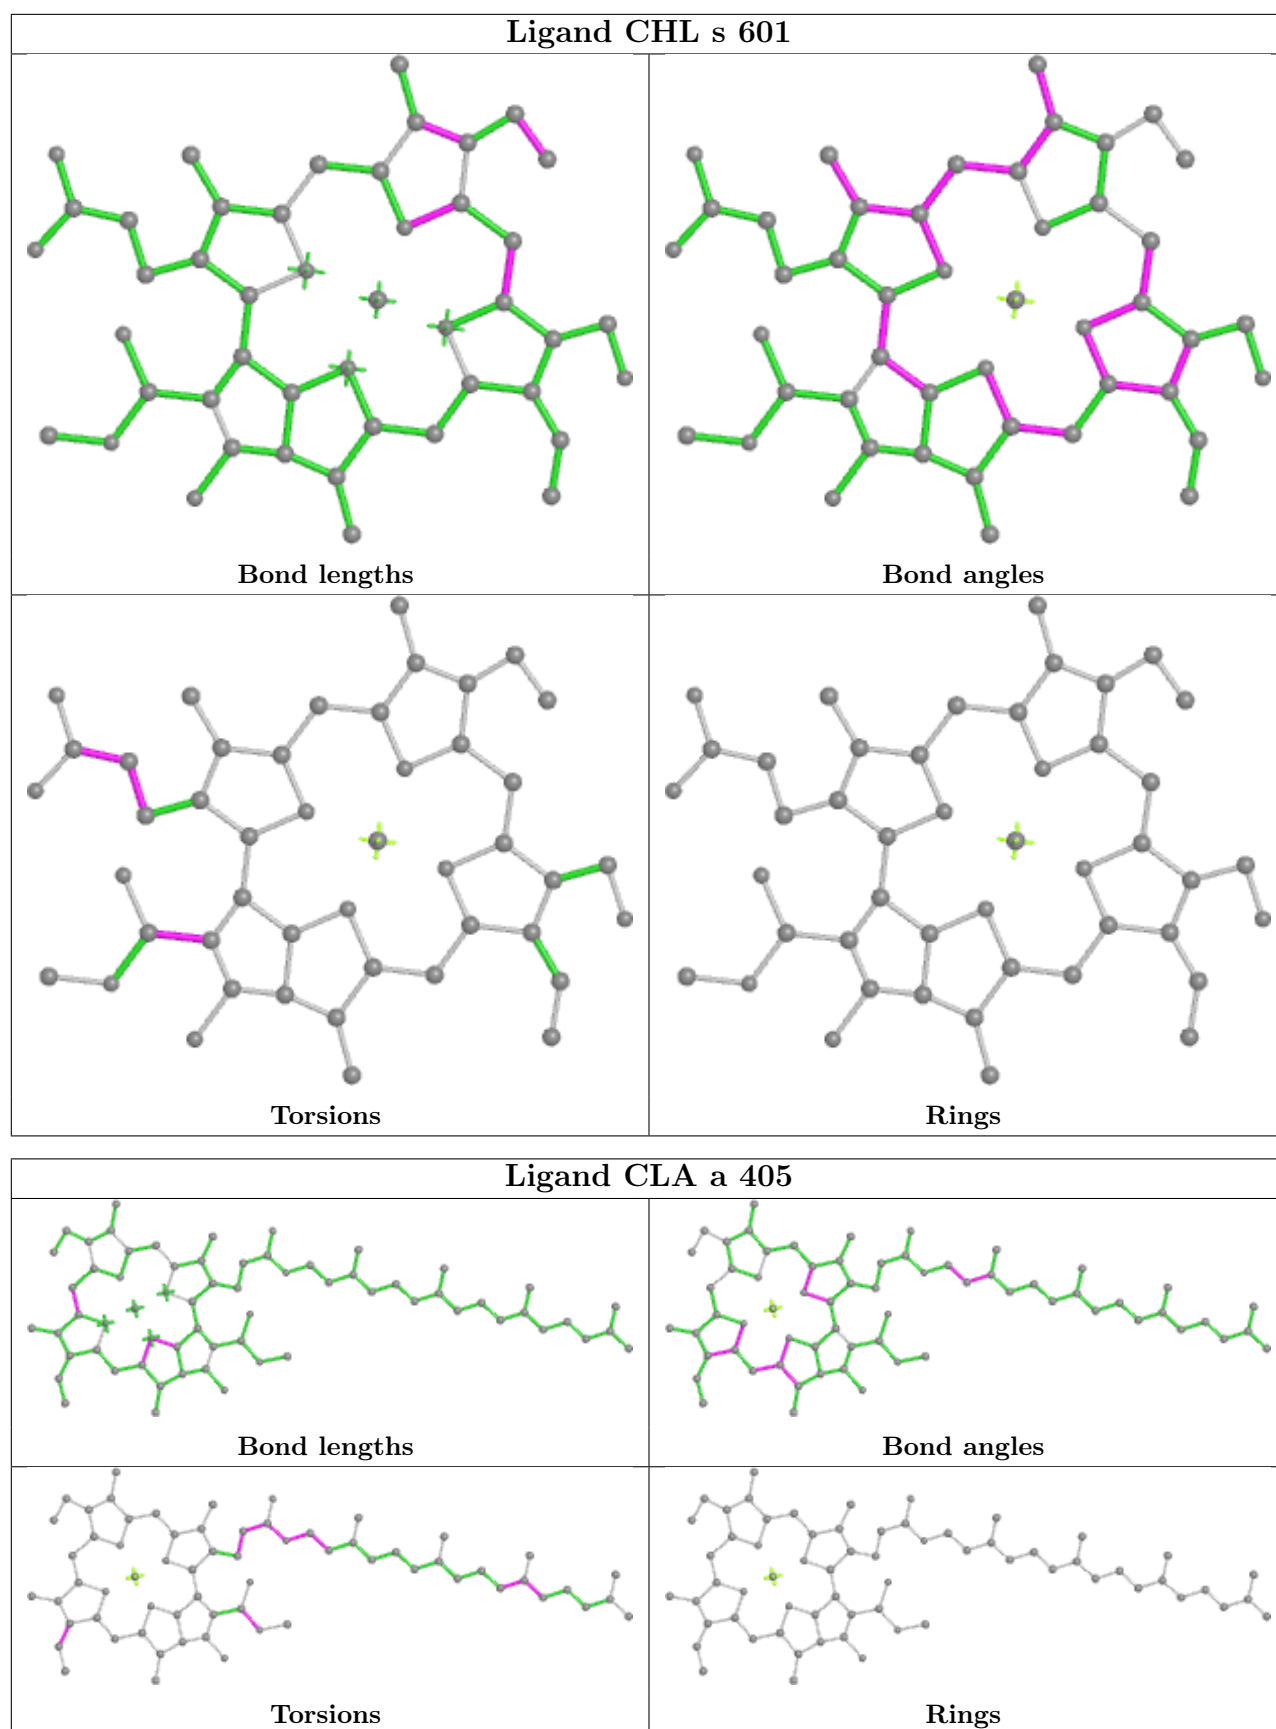 Ligand CHL s 601
Bond lengths
Bond angles
Torsions
Rings
Ligand CLA a 405
Bond lengths
Bond angles
Torsions
Rings